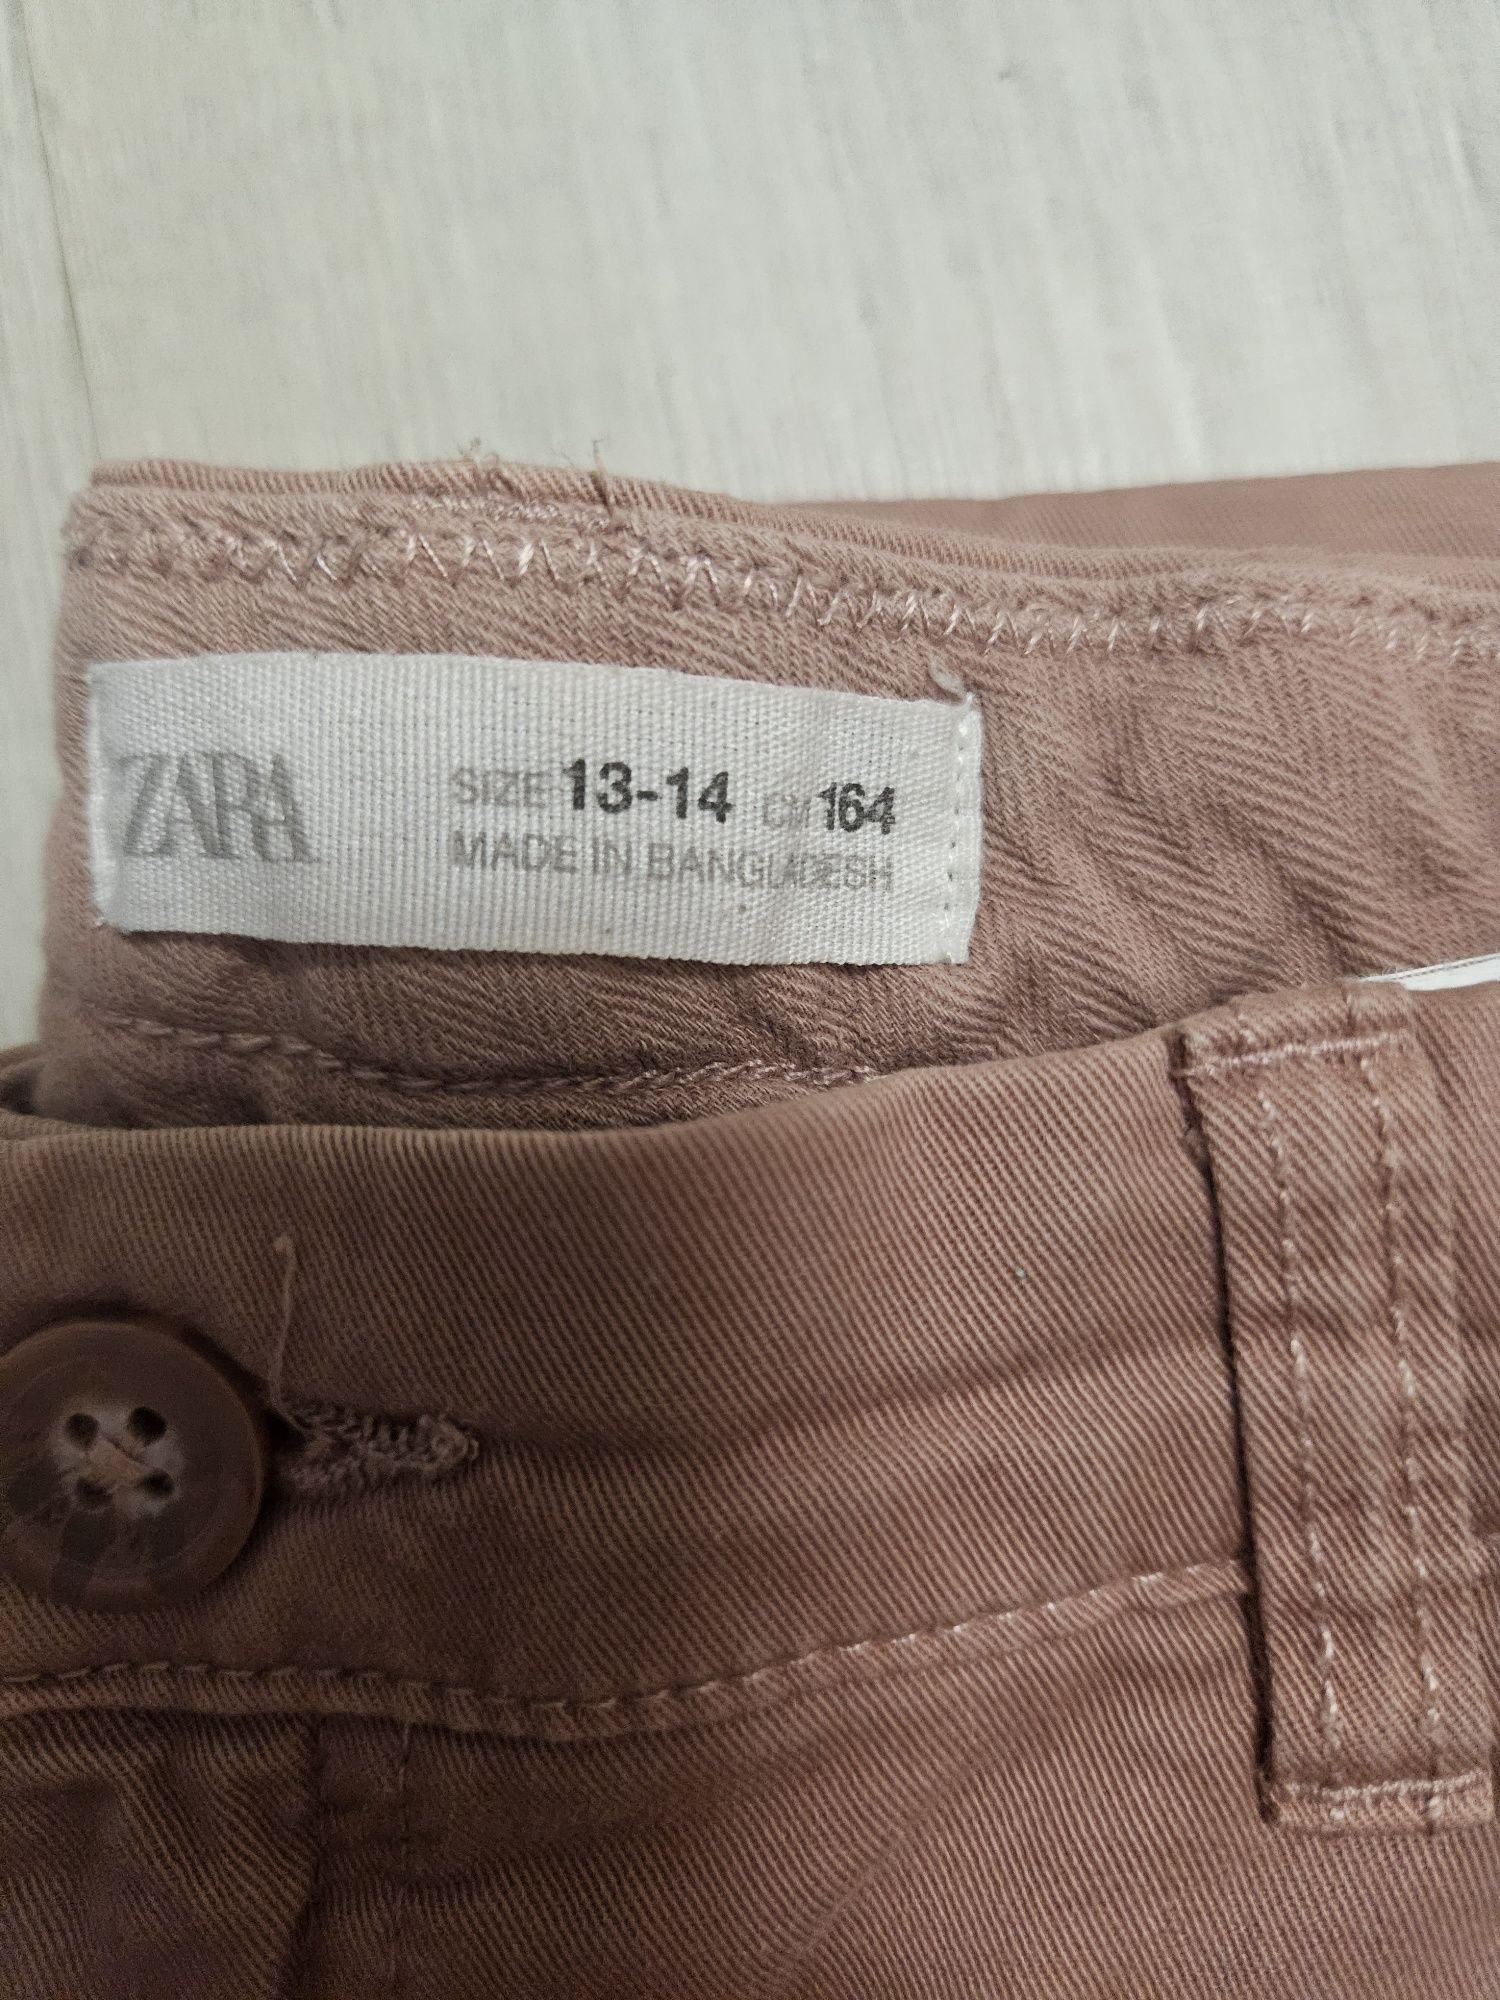 ZARA SIZE 13-14 CM 164
MADE IN BANGLADESH